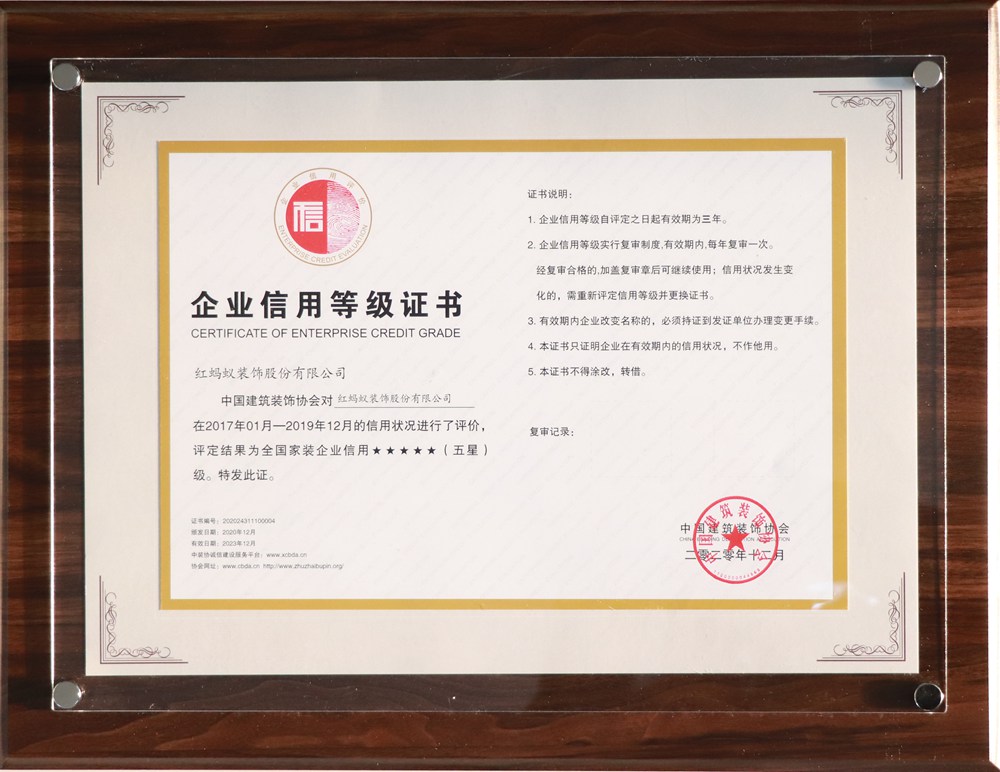 企业信用评价
ENTERPRISE CREDIT EVALUATION
信
企业信用等级证书
CERTIFICATE OF ENTERPRISE CREDIT GRADE
红蚂蚁装饰股份有限公司
中国建筑装饰协会对 红蚂蚁装饰股份有限公司
在2017年01月—2019年12月的信用状况进行了评价，
评定结果为全国家装企业信用★★★★★（五星）
级。特发此证。
证书编号：202024311100004
颁发日期：2020年12月
有效日期：2023年12月
中装协诚信建设服务平台：www.xcbda.cn
协会网址：www.cbda.cn http://www.zhuzhaibupin.org/
证书说明：
1. 企业信用等级自评定之日起有效期为三年。
2. 企业信用等级实行复审制度,有效期内,每年复审一次。
经复审合格的,加盖复审章后可继续使用；信用状况发生变
化的，需重新评定信用等级并更换证书。
3. 有效期内企业改变名称的，必须持证到发证单位办理变更手续。
4. 本证书只证明企业在有效期内的信用状况，不作他用。
5. 本证书不得涂改，转借。
复审记录：
中国建筑装饰协会
二零二零年十二月